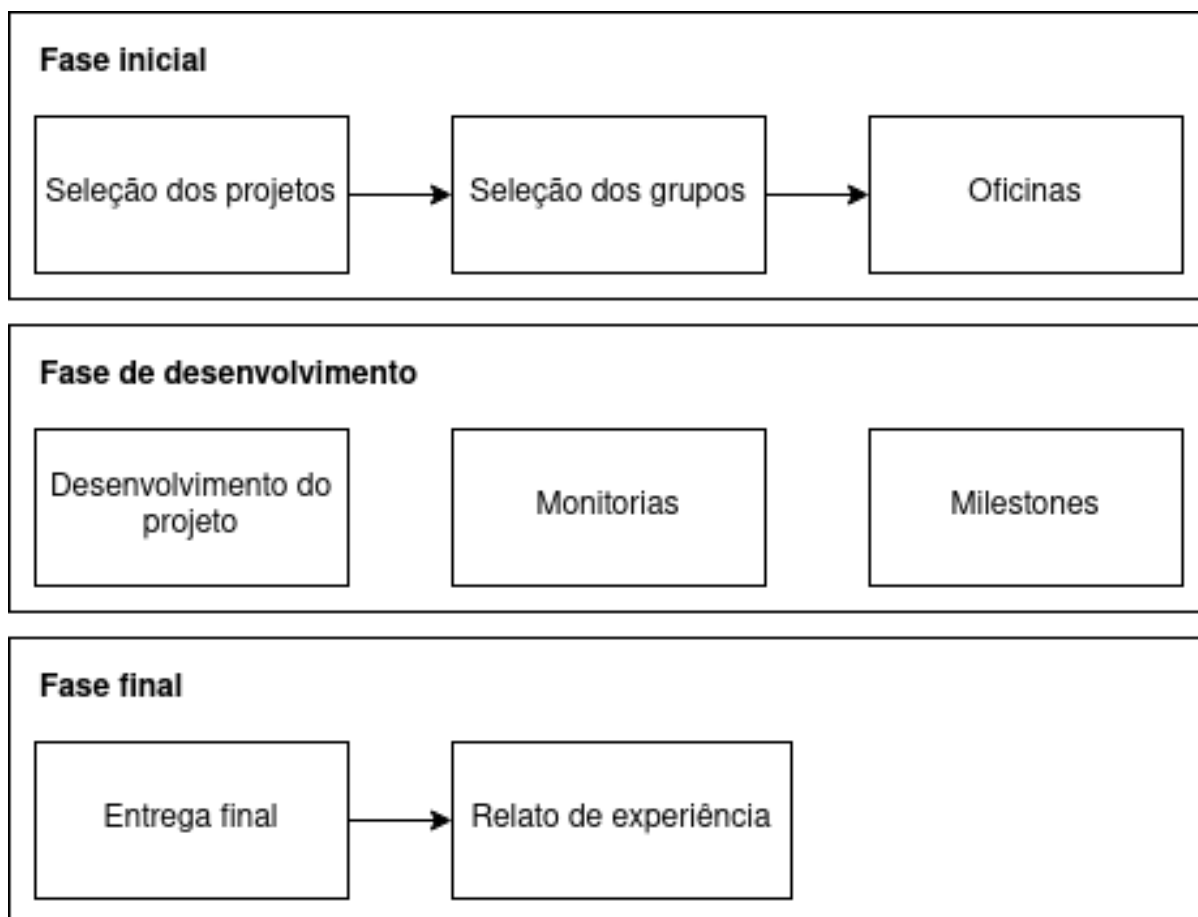 Fase inicial
Seleção dos projetos
Seleção dos grupos
Oficinas
Fase de desenvolvimento
Desenvolvimento do
projeto
Monitorias
Milestones
Fase final
Entrega final
Relato de experiência